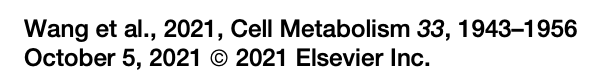 Wang et al., 2021, Cell Metabolism 33, 1943–1956
October 5, 2021 © 2021 Elsevier Inc.